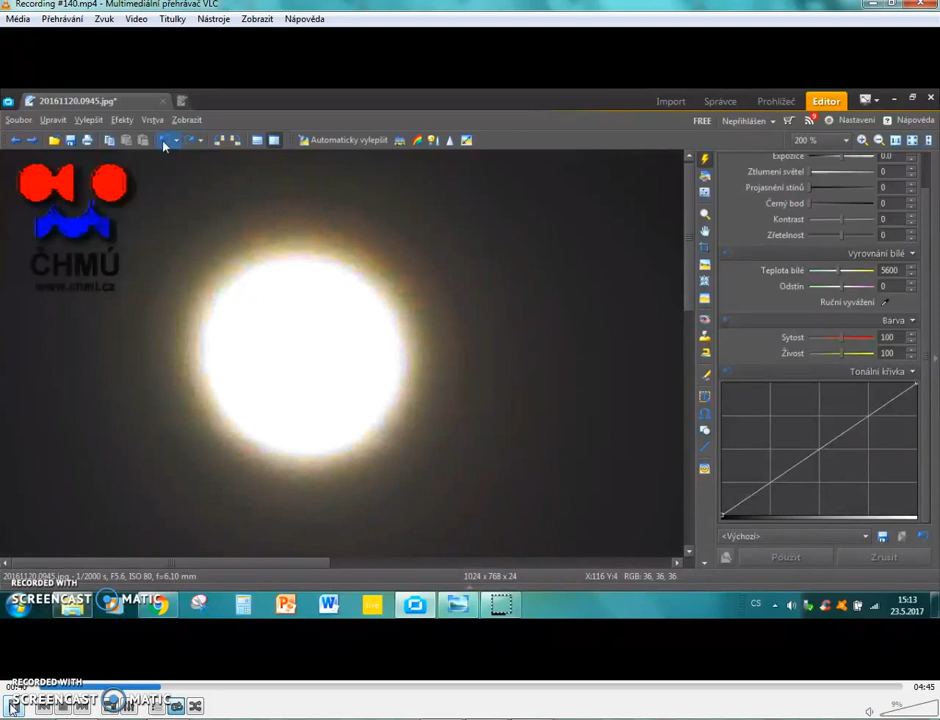 Recording #140.mp4 - Multimediální přehrávač VLC
Média Přehrávání Zvuk Video Titulky Nástroje Zobrazit Nápověda
20161120.0945.jpg*
Import Správce Prohlížeč Editor
Soubor Upravit Vylepšit Efekty Vrstva Zobrazit
FREE Nepřihlášen Nastavení Nápověda
Automaticky vylepšit
200 %
Expozice 0.0
Ztlumení světel 0
Projasnění stínů 0
Černý bod 0
Kontrast 0
Zřetelnost 0
Vyrovnání bílé
Teplota bílé 5600
Odstín 0
Ruční vyvážení
Barva
Sytost 100
Živost 100
Tonální křivka
ČHMÚ
www.chmi.cz
<Výchozí>
Použít Zrušit
20161120.0945.jpg - 1/2000 s, F5.6, ISO 80, f=6.10 mm
1024 x 768 x 24
X:116 Y:4 RGB: 36, 36, 36
RECORDED WITH
SCREENCAST MATIC
CS
15:13
23.5.2017
RECORDED WITH
SCREENCAST MATIC
04:45
9%